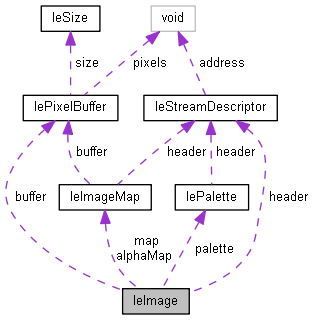 leSize
void
size
pixels
address
lePixelBuffer
leStreamDescriptor
buffer
header
header
buffer
leImageMap
lePalette
header
map
alphaMap
palette
leImage